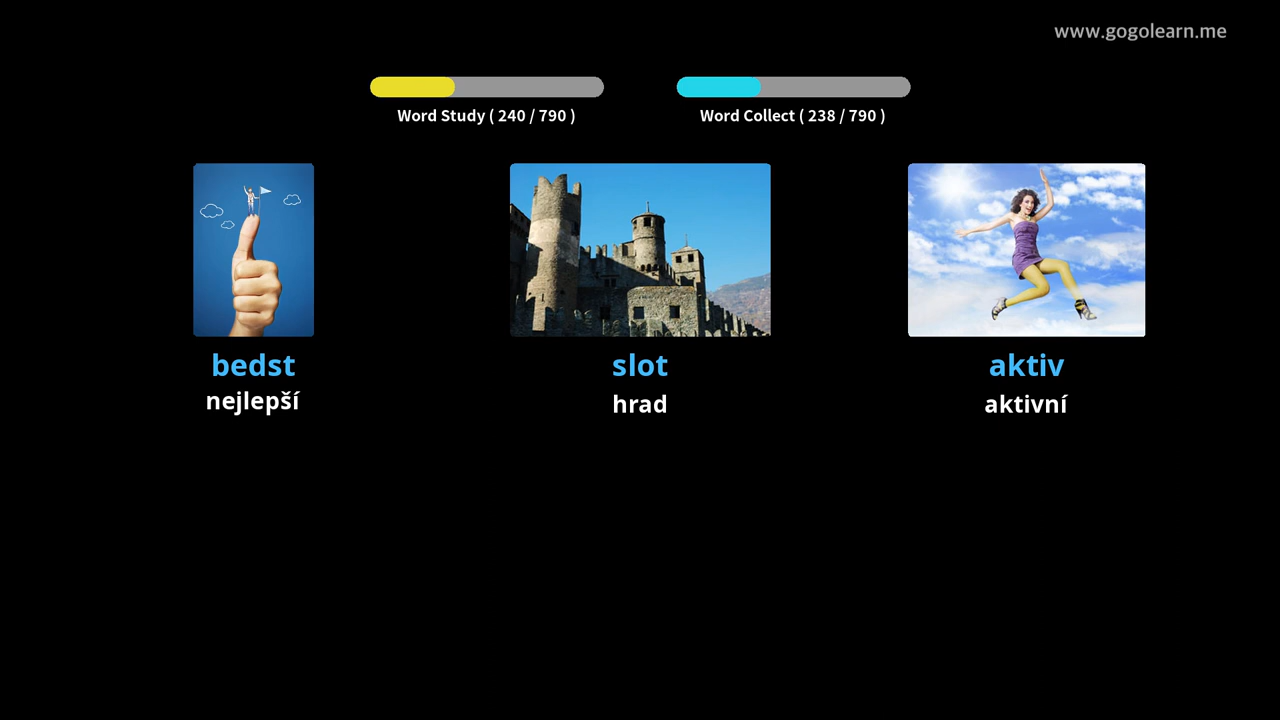 www.gogolearn.me
Word Study ( 240 / 790 )
Word Collect ( 238 / 790 )
bedst
nejlepší
slot
hrad
aktiv
aktivní